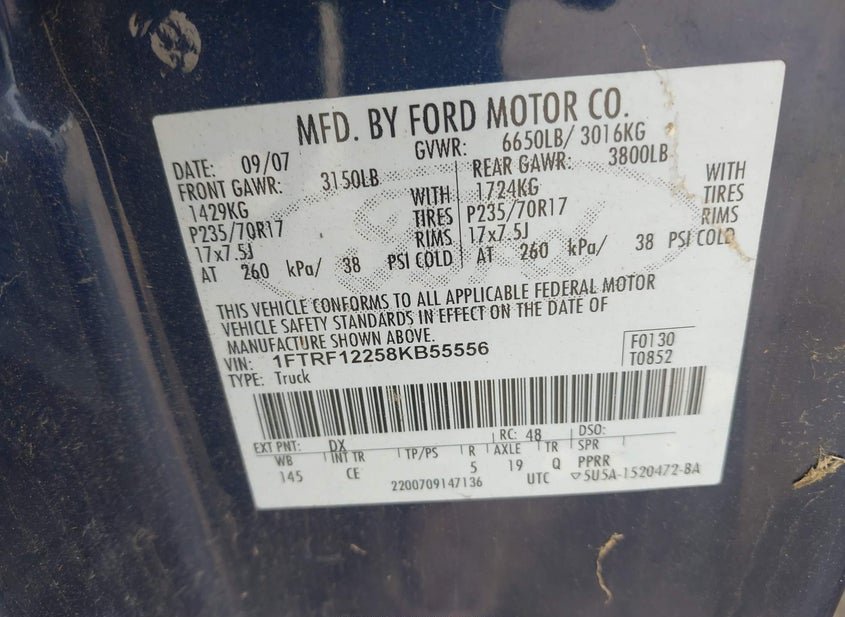 MFD. BY FORD MOTOR CO.
DATE: 09/07 GVWR: 6650LB/ 3016KG
FRONT GAWR: 3150LB REAR GAWR: 3800LB
1429KG WITH 1724KG WITH
P235/70R17 TIRES P235/70R17 TIRES
17x7.5J RIMS 17x7.5J RIMS
AT 260 kPa/ 38 PSI COLD AT 260 kPa/ 38 PSI COLD
THIS VEHICLE CONFORMS TO ALL APPLICABLE FEDERAL MOTOR
VEHICLE SAFETY STANDARDS IN EFFECT ON THE DATE OF
MANUFACTURE SHOWN ABOVE.
VIN: 1FTRF12258KB55556 F0130
TYPE: Truck T0852
EXT PNT: DX RC: 48 DSO:
WB INT TR TP/PS R AXLE TR SPR
145 CE 5 19 Q PPRR
2200709147136 UTC ▽5U5A-1520472-BA